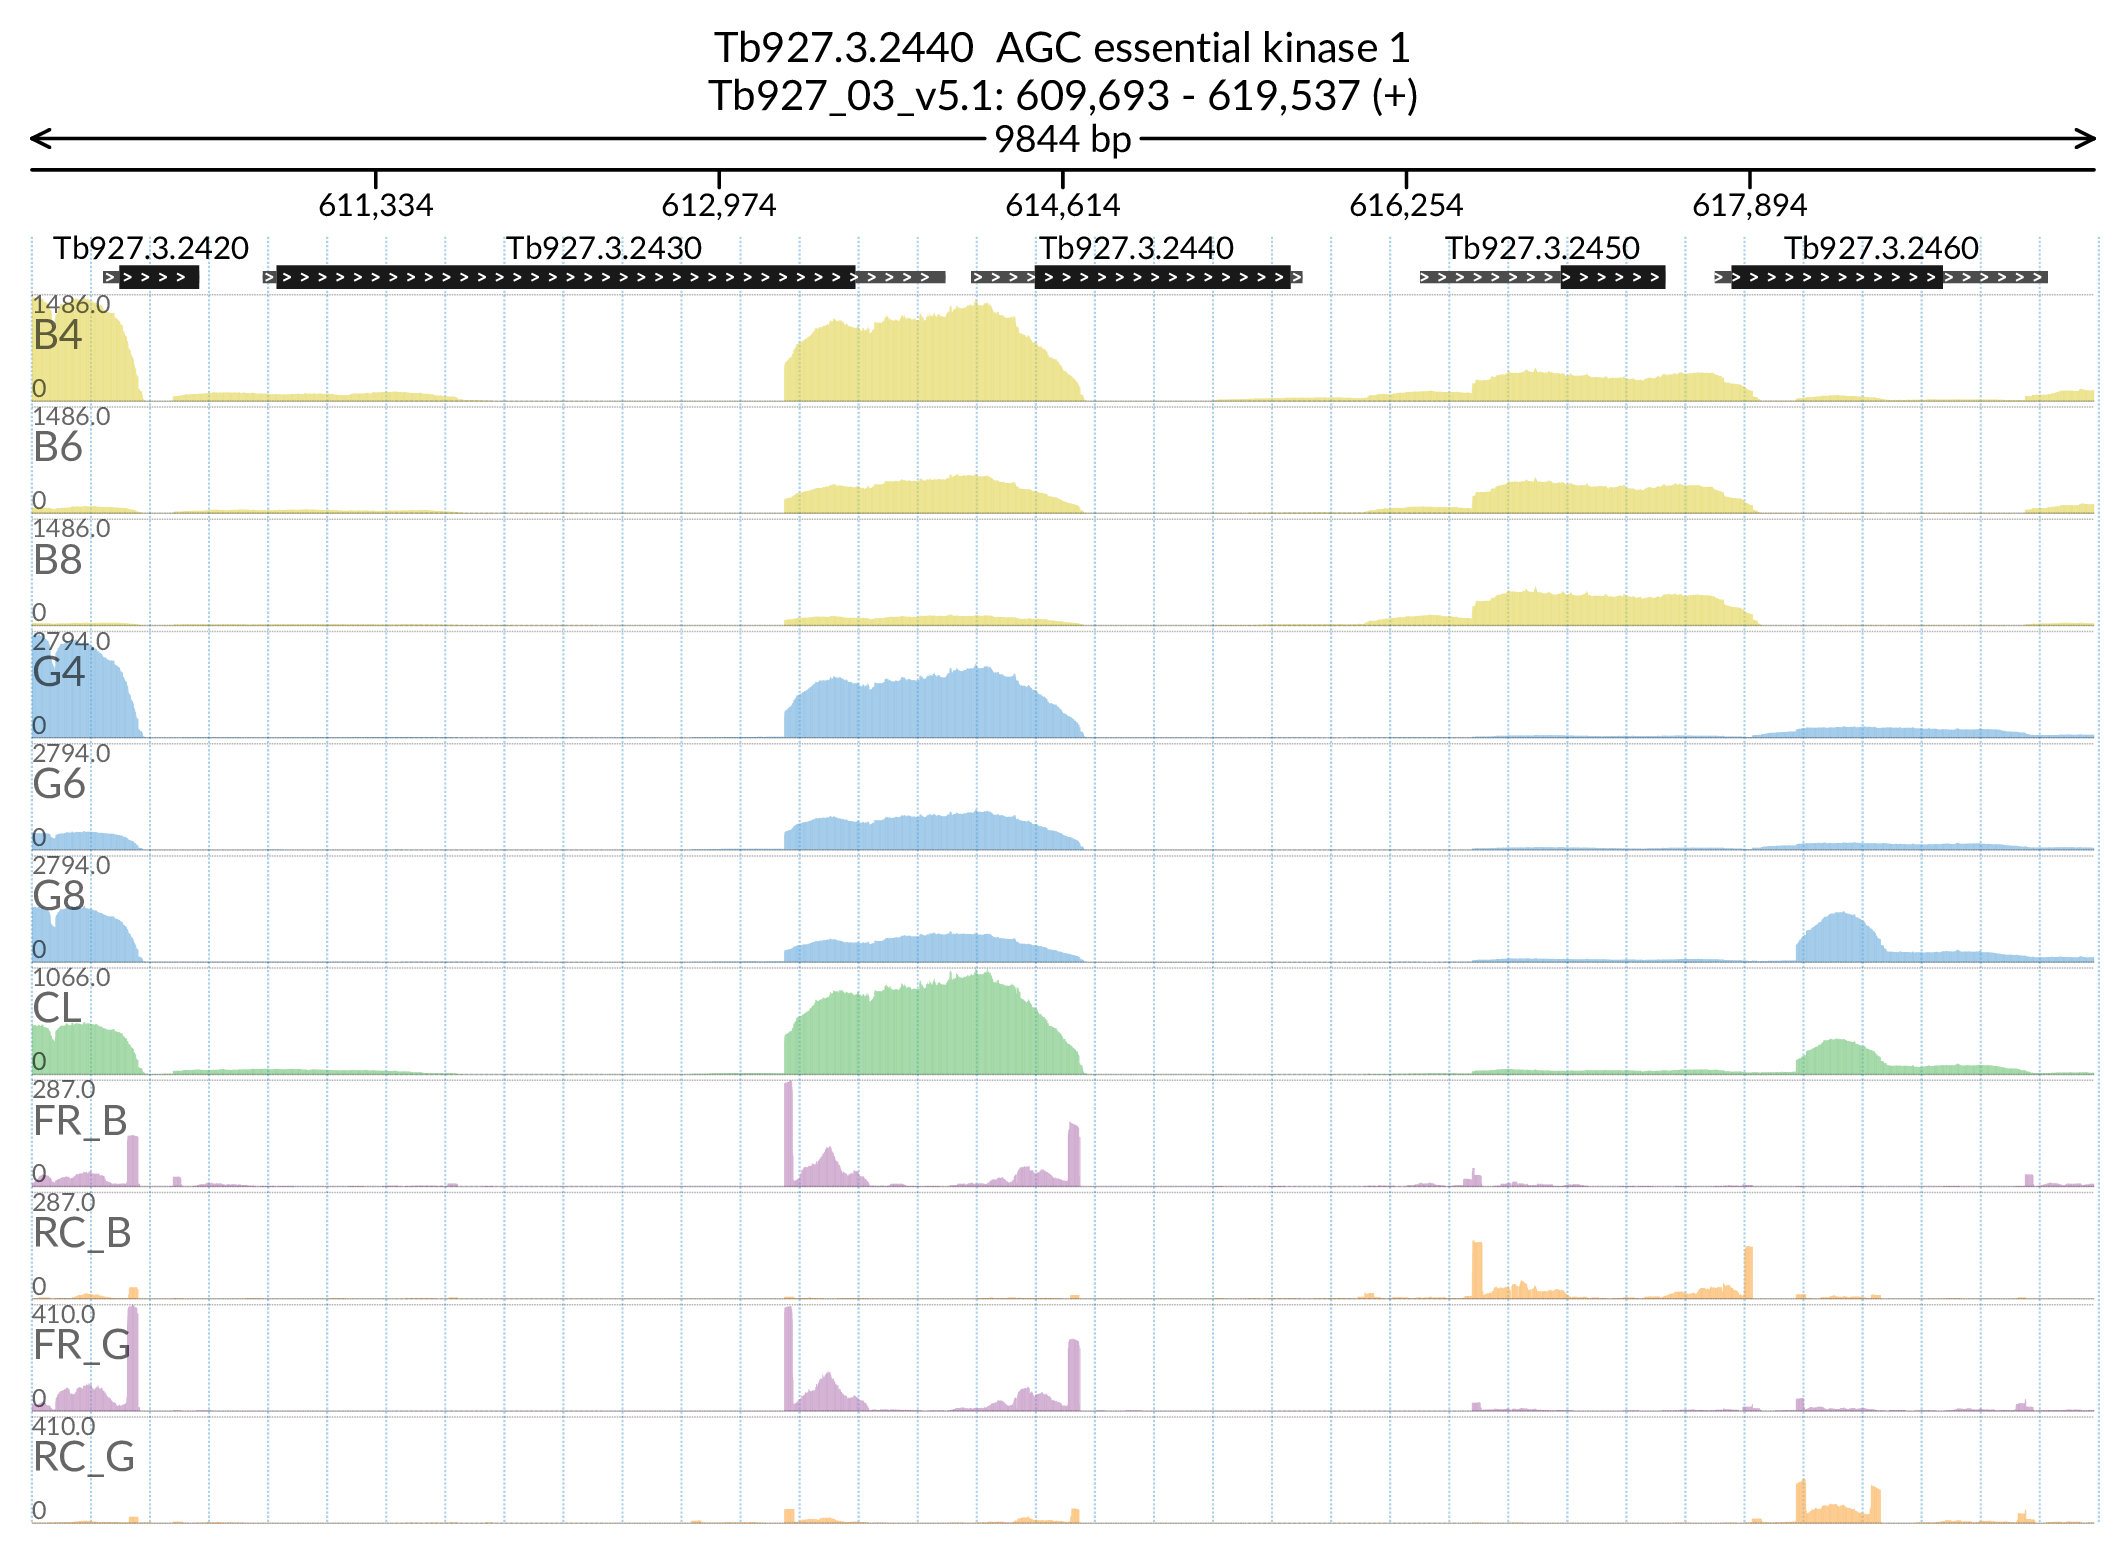 Tb927.3.2440 AGC essential kinase 1
Tb927_03_v5.1: 609,693 - 619,537 (+)
9844 bp
611,334 612,974 614,614 616,254 617,894
Tb927.3.2420 Tb927.3.2430 Tb927.3.2440 Tb927.3.2450 Tb927.3.2460
1486.0
B4
0
1486.0
B6
0
1486.0
B8
0
2794.0
G4
0
2794.0
G6
0
2794.0
G8
0
1066.0
CL
0
287.0
FR_B
0
287.0
RC_B
0
410.0
FR_G
0
410.0
RC_G
0